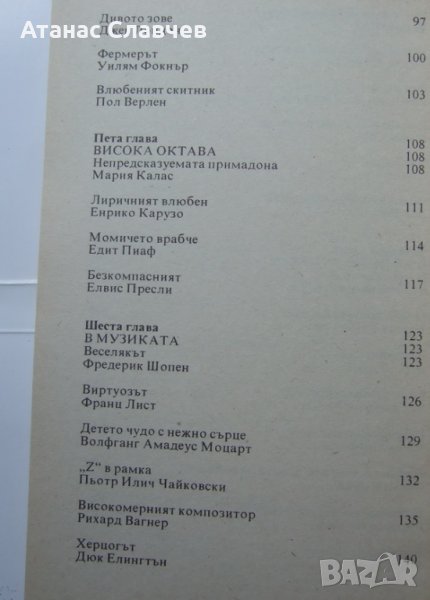 Атанас Славчев
Дивото зове 97
Фермерът 100
Уилям Фокнър
Влюбеният скитник 103
Пол Верлен
Пета глава 108
ВИСОКА ОКТАВА 108
Непредсказуемата примадона 108
Мария Калас
Лиричният влюбен 111
Енрико Карузо
Момичето врабче 114
Едит Пиаф
Безкомпасният 117
Елвис Пресли
Шеста глава 123
В МУЗИКАТА 123
Веселякът 123
Фредерик Шопен
Виртуозът 126
Франц Лист
Детето чудо с нежно сърце 129
Волфганг Амадеус Моцарт
„Z“ в рамка 132
Пьотр Илич Чайковски
Високомерният композитор 135
Рихард Вагнер
Херцогът 140
Дюк Елингтън
BAZAR